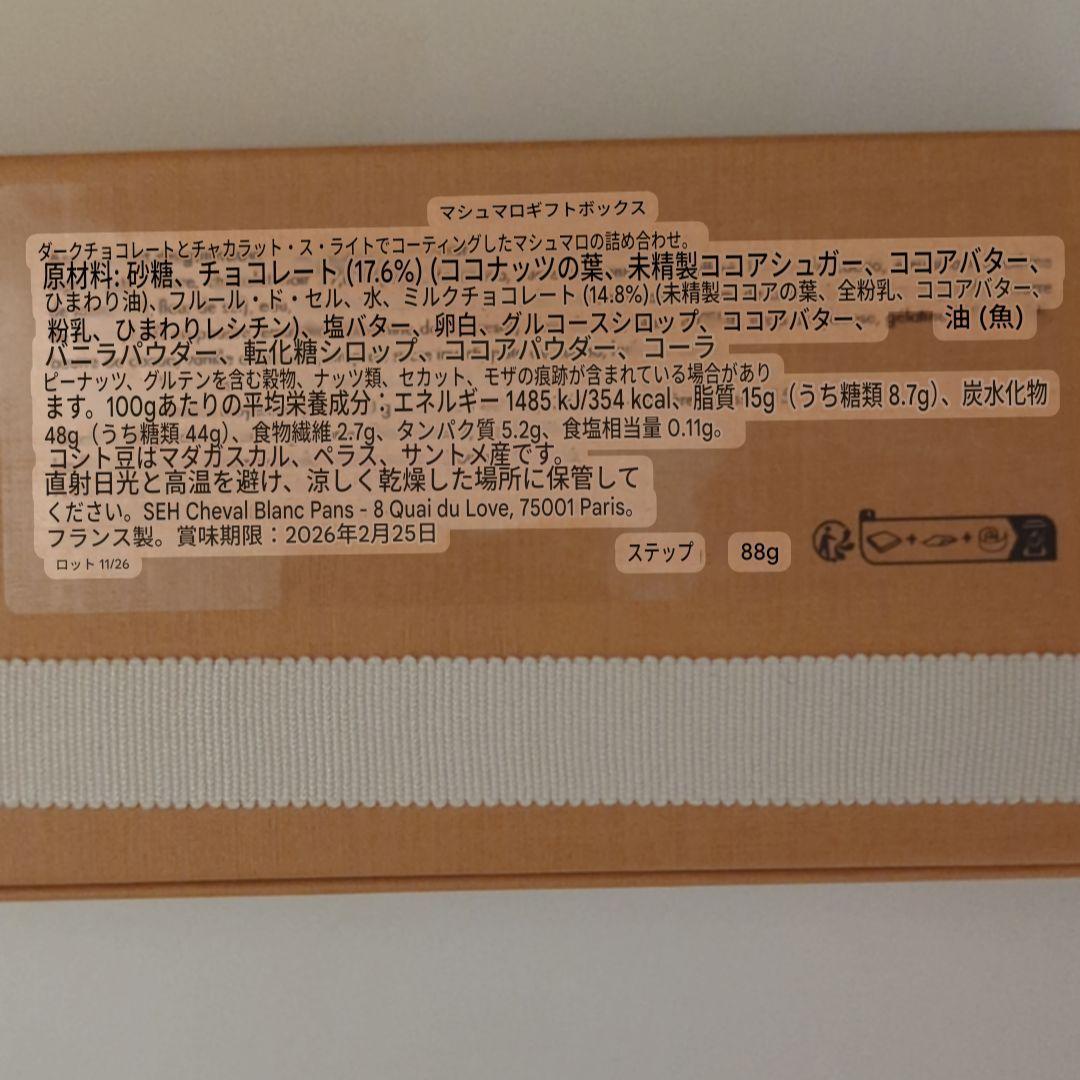 マシュマロギフトボックス
ダークチョコレートとチャカラット・ス・ライトでコーティングしたマシュマロの詰め合わせ。
原材料: 砂糖、チョコレート (17.6%) (ココナッツの葉、未精製ココアシュガー、ココアバター、
ひまわり油)、フルール・ド・セル、水、ミルクチョコレート (14.8%) (未精製ココアの葉、全粉乳、ココアバター、
粉乳、ひまわりレシチン)、塩バター、卵白、グルコースシロップ、ココアバター、 油 (魚)
バニラパウダー、転化糖シロップ、ココアパウダー、コーラ
ピーナッツ、グルテンを含む穀物、ナッツ類、セカット、モザの痕跡が含まれている場合があり
ます。100gあたりの平均栄養成分：エネルギー 1485 kJ/354 kcal、脂質 15g（うち糖類 8.7g）、炭水化物
48g（うち糖類 44g）、食物繊維 2.7g、タンパク質 5.2g、食塩相当量 0.11g。
コント豆はマダガスカル、ペラス、サントメ産です。
直射日光と高温を避け、涼しく乾燥した場所に保管して
ください。SEH Cheval Blanc Pans - 8 Quai du Love, 75001 Paris。
フランス製。賞味期限：2026年2月25日
ロット 11/26
ステップ 88g